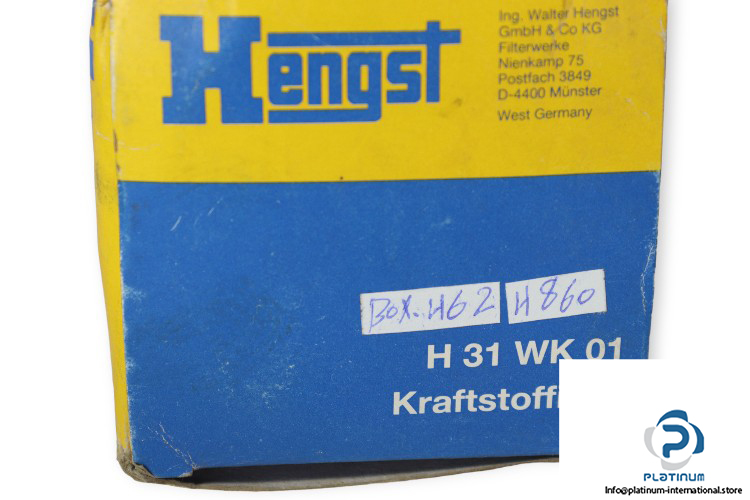 Hengst
Ing. Walter Hengst
GmbH & Co KG
Filterwerke
Nienkamp 75
Postfach 3849
D-4400 Münster
West Germany
BOX.H62 H860
H 31 WK 01
PLATINUM
Info@platinum-international.store